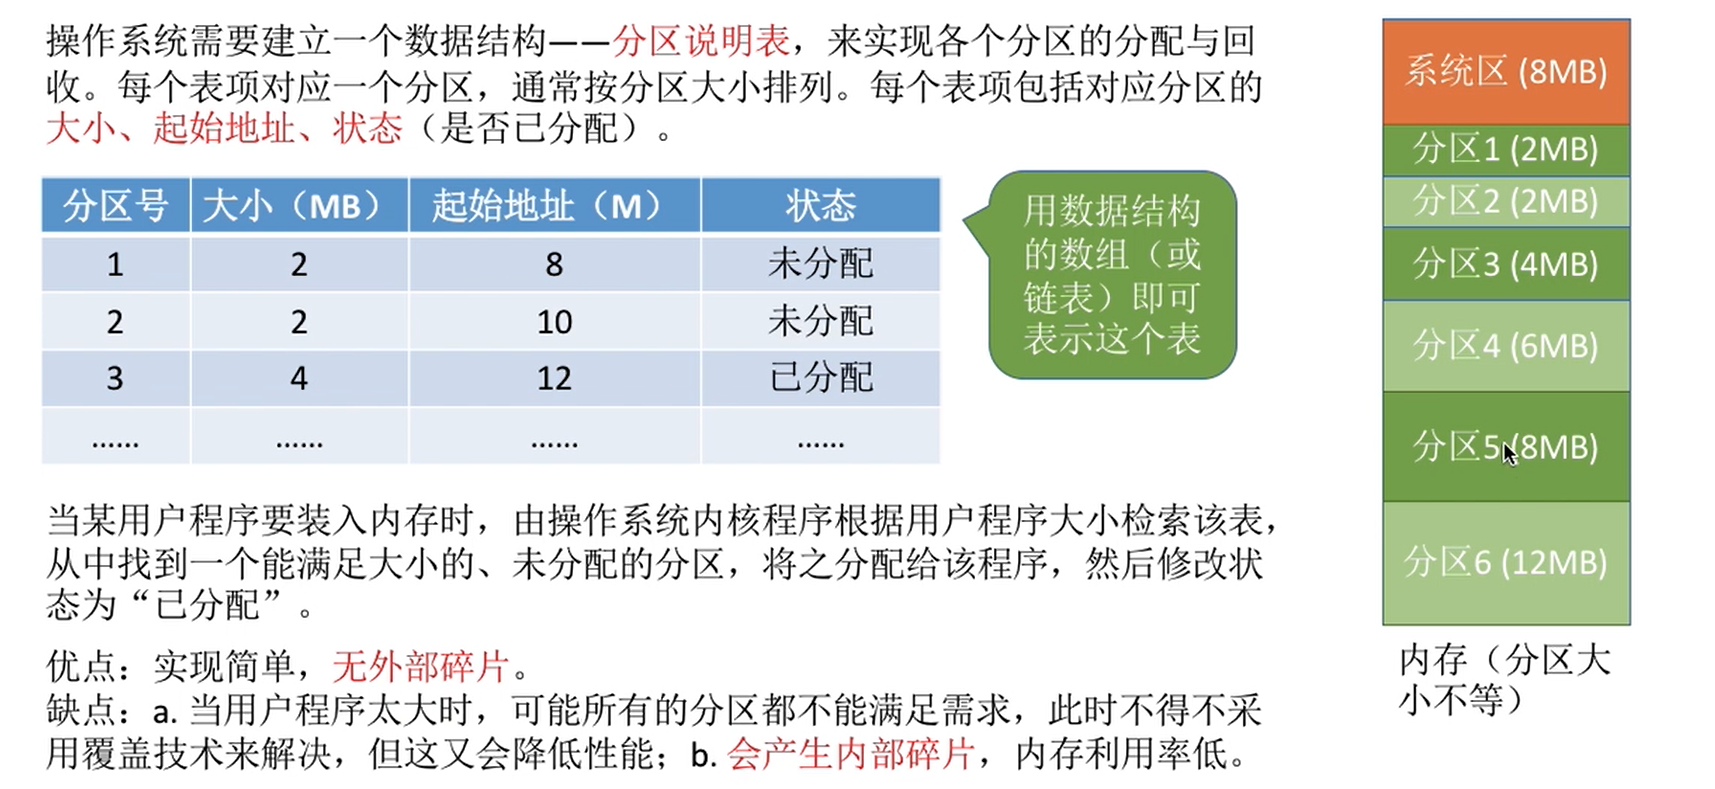 操作系统需要建立一个数据结构——分区说明表，来实现各个分区的分配与回
收。每个表项对应一个分区，通常按分区大小排列。每个表项包括对应分区的
大小、起始地址、状态（是否已分配）。
分区号 大小（MB） 起始地址（M） 状态
1 2 8 未分配
2 2 10 未分配
3 4 12 已分配
...... ...... ...... ......
用数据结构
的数组（或
链表）即可
表示这个表
当某用户程序要装入内存时，由操作系统内核程序根据用户程序大小检索该表，
从中找到一个能满足大小的、未分配的分区，将之分配给该程序，然后修改状
态为“已分配”。
优点：实现简单，无外部碎片。
缺点：a. 当用户程序太大时，可能所有的分区都不能满足需求，此时不得不采
用覆盖技术来解决，但这又会降低性能；b. 会产生内部碎片，内存利用率低。
系统区 (8MB)
分区1 (2MB)
分区2 (2MB)
分区3 (4MB)
分区4 (6MB)
分区5 (8MB)
分区6 (12MB)
内存（分区大
小不等）